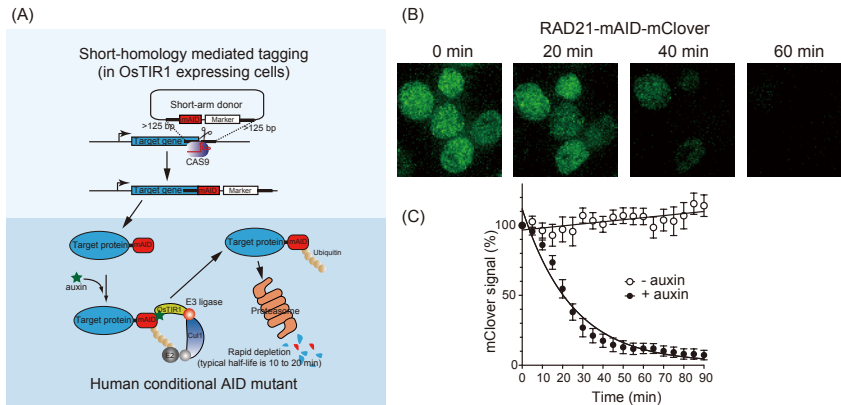 (A)
Short-homology mediated tagging
(in OsTIR1 expressing cells)
Short-arm donor
mAID
Marker
>125 bp
>125 bp
Target gene
CAS9
Target gene
mAID
Marker
Target protein
mAID
auxin
Target protein
mAID
OsTIR1
E3 ligase
Cul1
E2
Target protein
mAID
Ubiquitin
Proteasome
Rapid depletion
(typical half-life is 10 to 20 min)
Human conditional AID mutant
(B)
RAD21-mAID-mClover
0 min
20 min
40 min
60 min
(C)
mClover signal (%)
100
50
0
- auxin
+ auxin
0 10 20 30 40 50 60 70 80 90
Time (min)